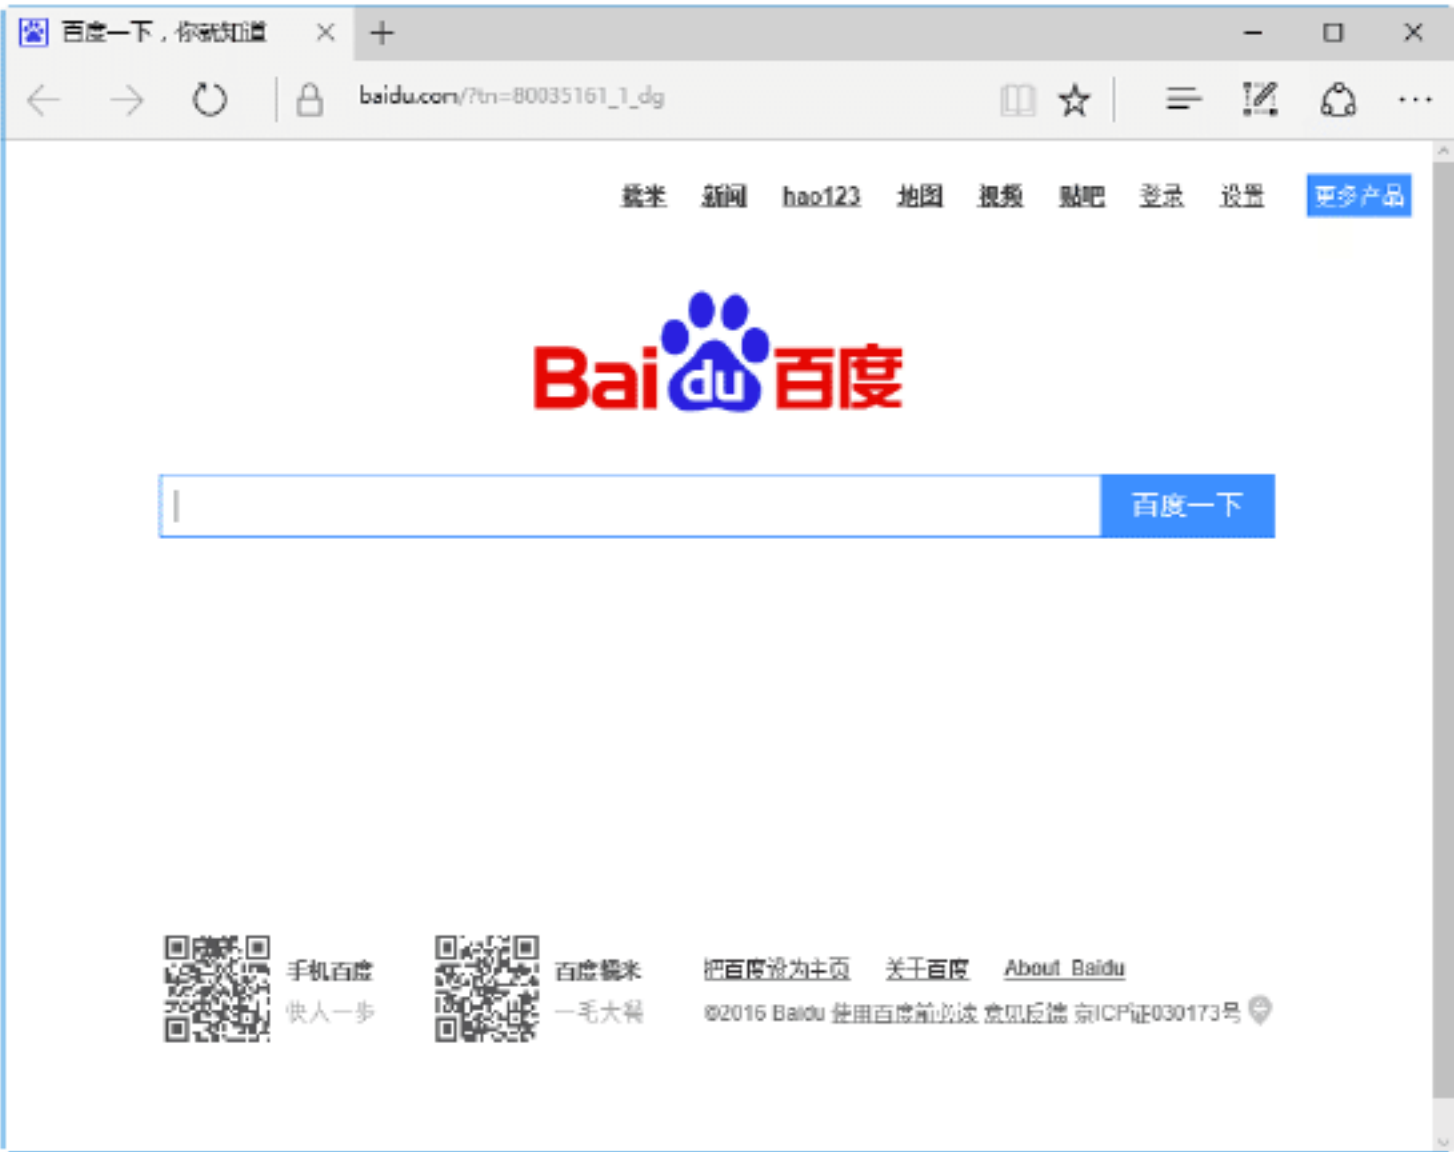 百度一下，你就知道
baidu.com/?tn=80035161_1_dg
糯米 新闻 hao123 地图 视频 贴吧 登录 设置 更多产品
Bai du 百度
百度一下
手机百度 百度糯米 把百度设为主页 关于百度 About Baidu
快人一步 一毛大餐 ©2016 Baidu 使用百度前必读 意见反馈 京ICP证030173号